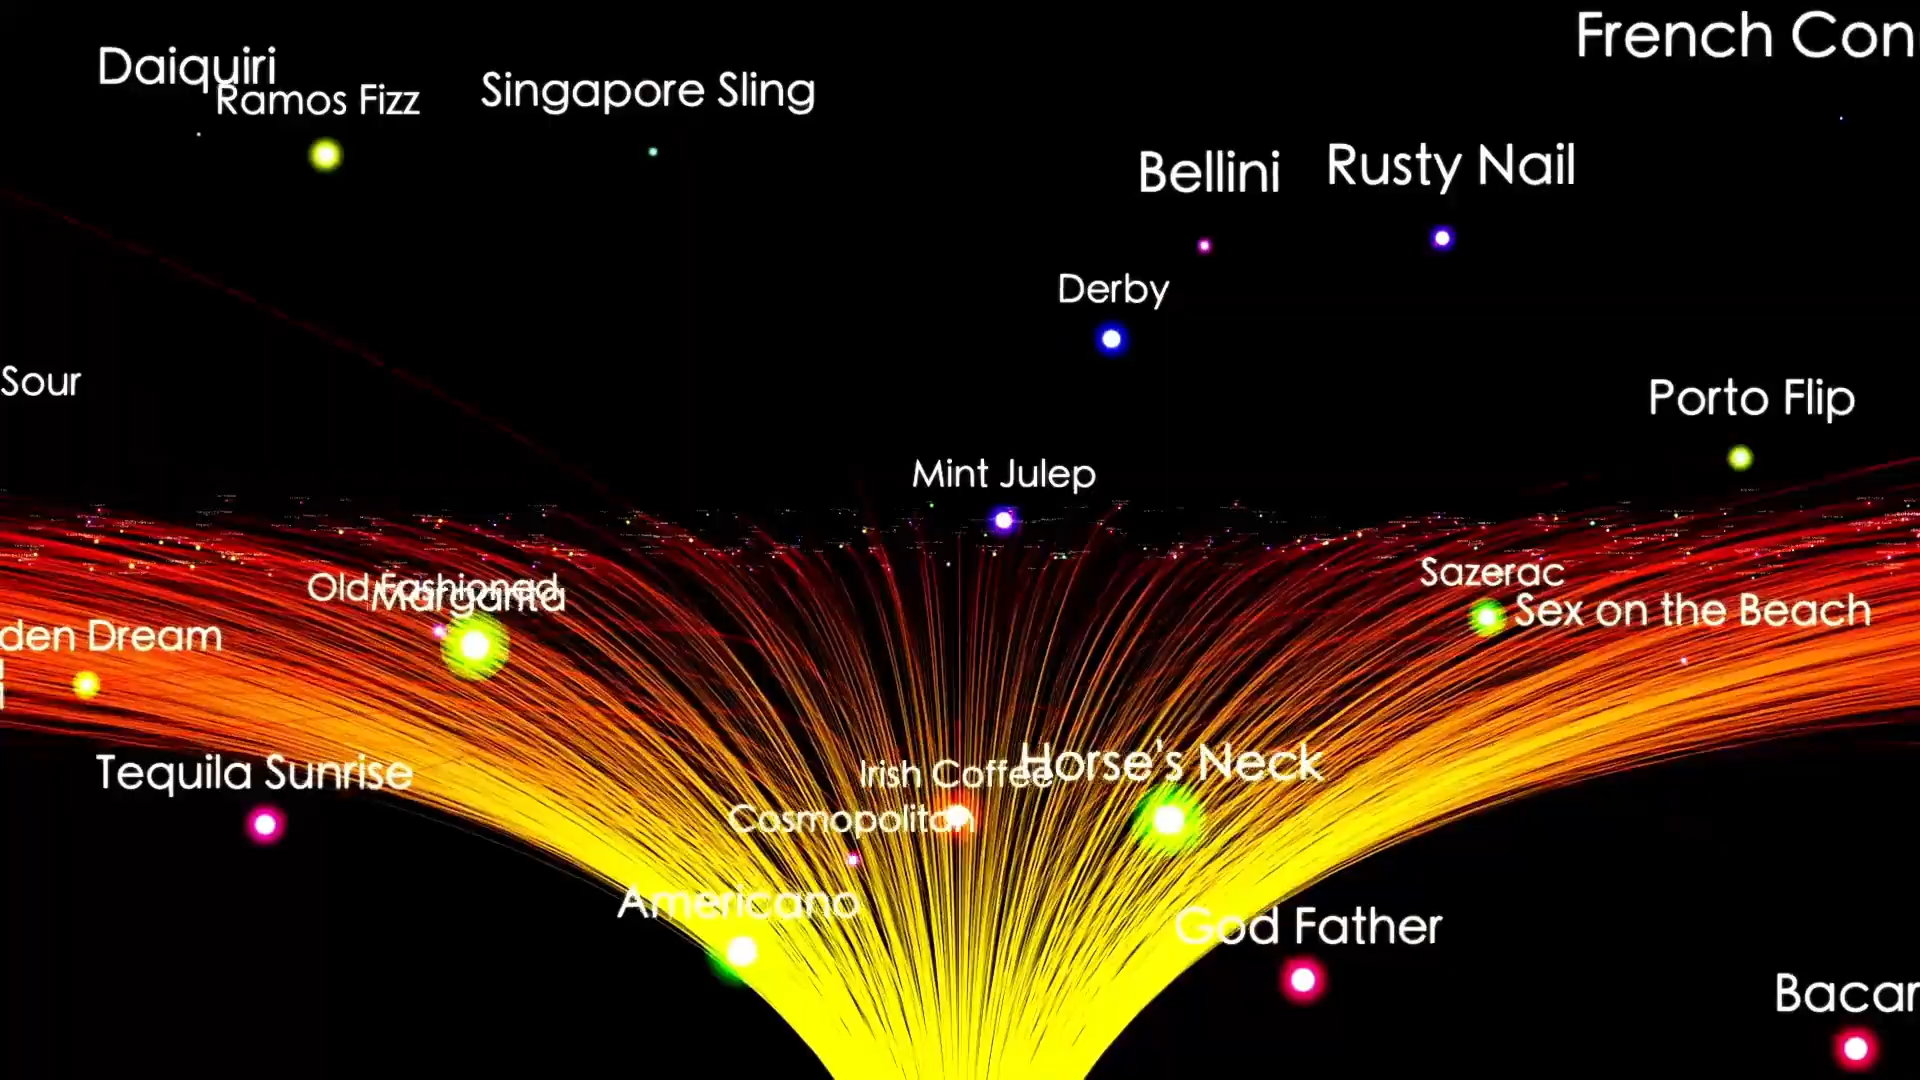 French Con
Daiquiri
Ramos Fizz
Singapore Sling
Bellini
Rusty Nail
Derby
Sour
Porto Flip
Mint Julep
Sazerac
Old Fashioned
Margarita
Sex on the Beach
den Dream
Tequila Sunrise
Irish Coffee
Horse's Neck
Cosmopolitan
Americano
God Father
Bacar